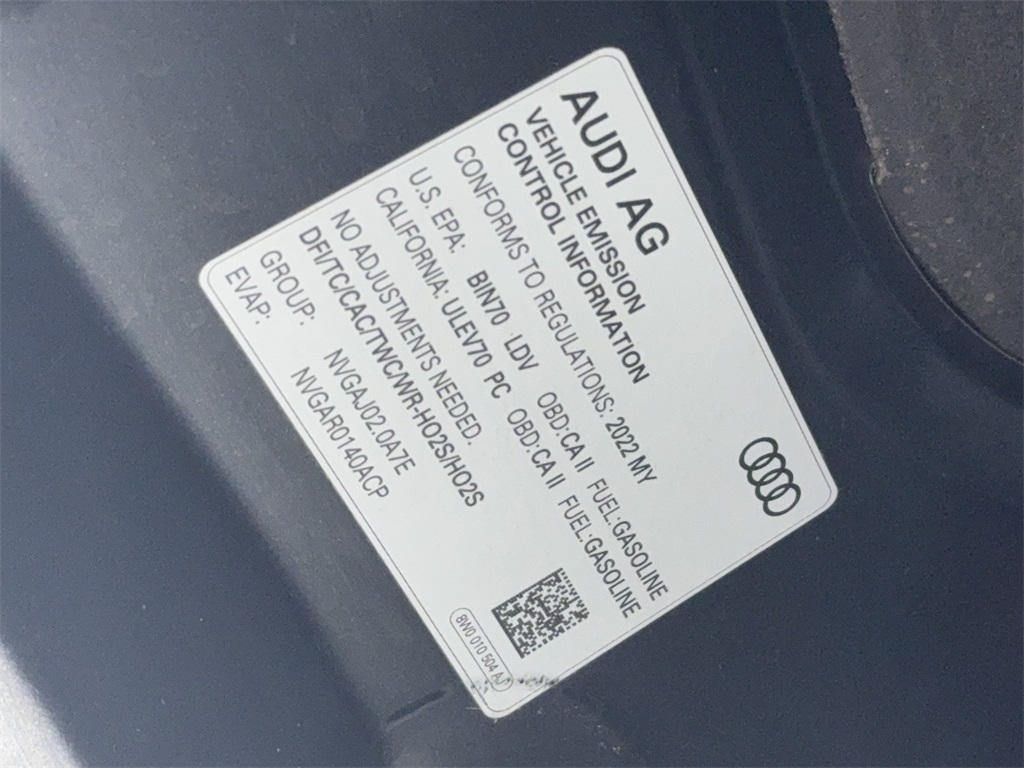 AUDI AG
VEHICLE EMISSION
CONTROL INFORMATION
CONFORMS TO REGULATIONS: 2022 MY
U.S. EPA: BIN70 LDV OBD:CA II FUEL:GASOLINE
CALIFORNIA: ULEV70 PC OBD:CA II FUEL:GASOLINE
NO ADJUSTMENTS NEEDED.
DFI/TC/CAC/TWC/WR-HO2S/HO2S
GROUP: NVGAJ02.0A7E
EVAP: NVGAR0140ACP
8W0 010 504 AJ